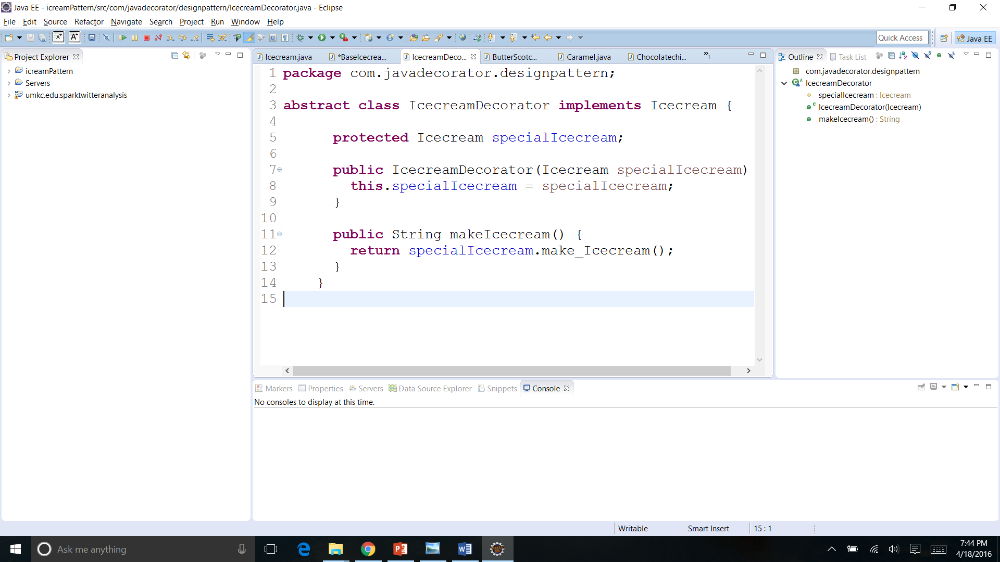 Java EE - icreamPattern/src/com/javadecorator/designpattern/IcecreamDecorator.java - Eclipse
File Edit Source Refactor Navigate Search Project Run Window Help
Quick Access
Java EE
Project Explorer
icreamPattern
Servers
umkc.edu.sparktwitteranalysis
Icecream.java
*BaseIcecrea...
IcecreamDeco...
ButterScotc...
Caramel.java
Chocolatechi...
»1
1 package com.javadecorator.designpattern;
2
3 abstract class IcecreamDecorator implements Icecream {
4
5 protected Icecream specialIcecream;
6
7 public IcecreamDecorator(Icecream specialIcecream)
8 this.specialIcecream = specialIcecream;
9 }
10
11 public String makeIcecream() {
12 return specialIcecream.make_Icecream();
13 }
14 }
15
Outline
Task List
com.javadecorator.designpattern
IcecreamDecorator
specialIcecream : Icecream
IcecreamDecorator(Icecream)
makeIcecream() : String
Markers Properties Servers Data Source Explorer Snippets Console
No consoles to display at this time.
Writable
Smart Insert
15 : 1
Ask me anything
7:44 PM
4/18/2016